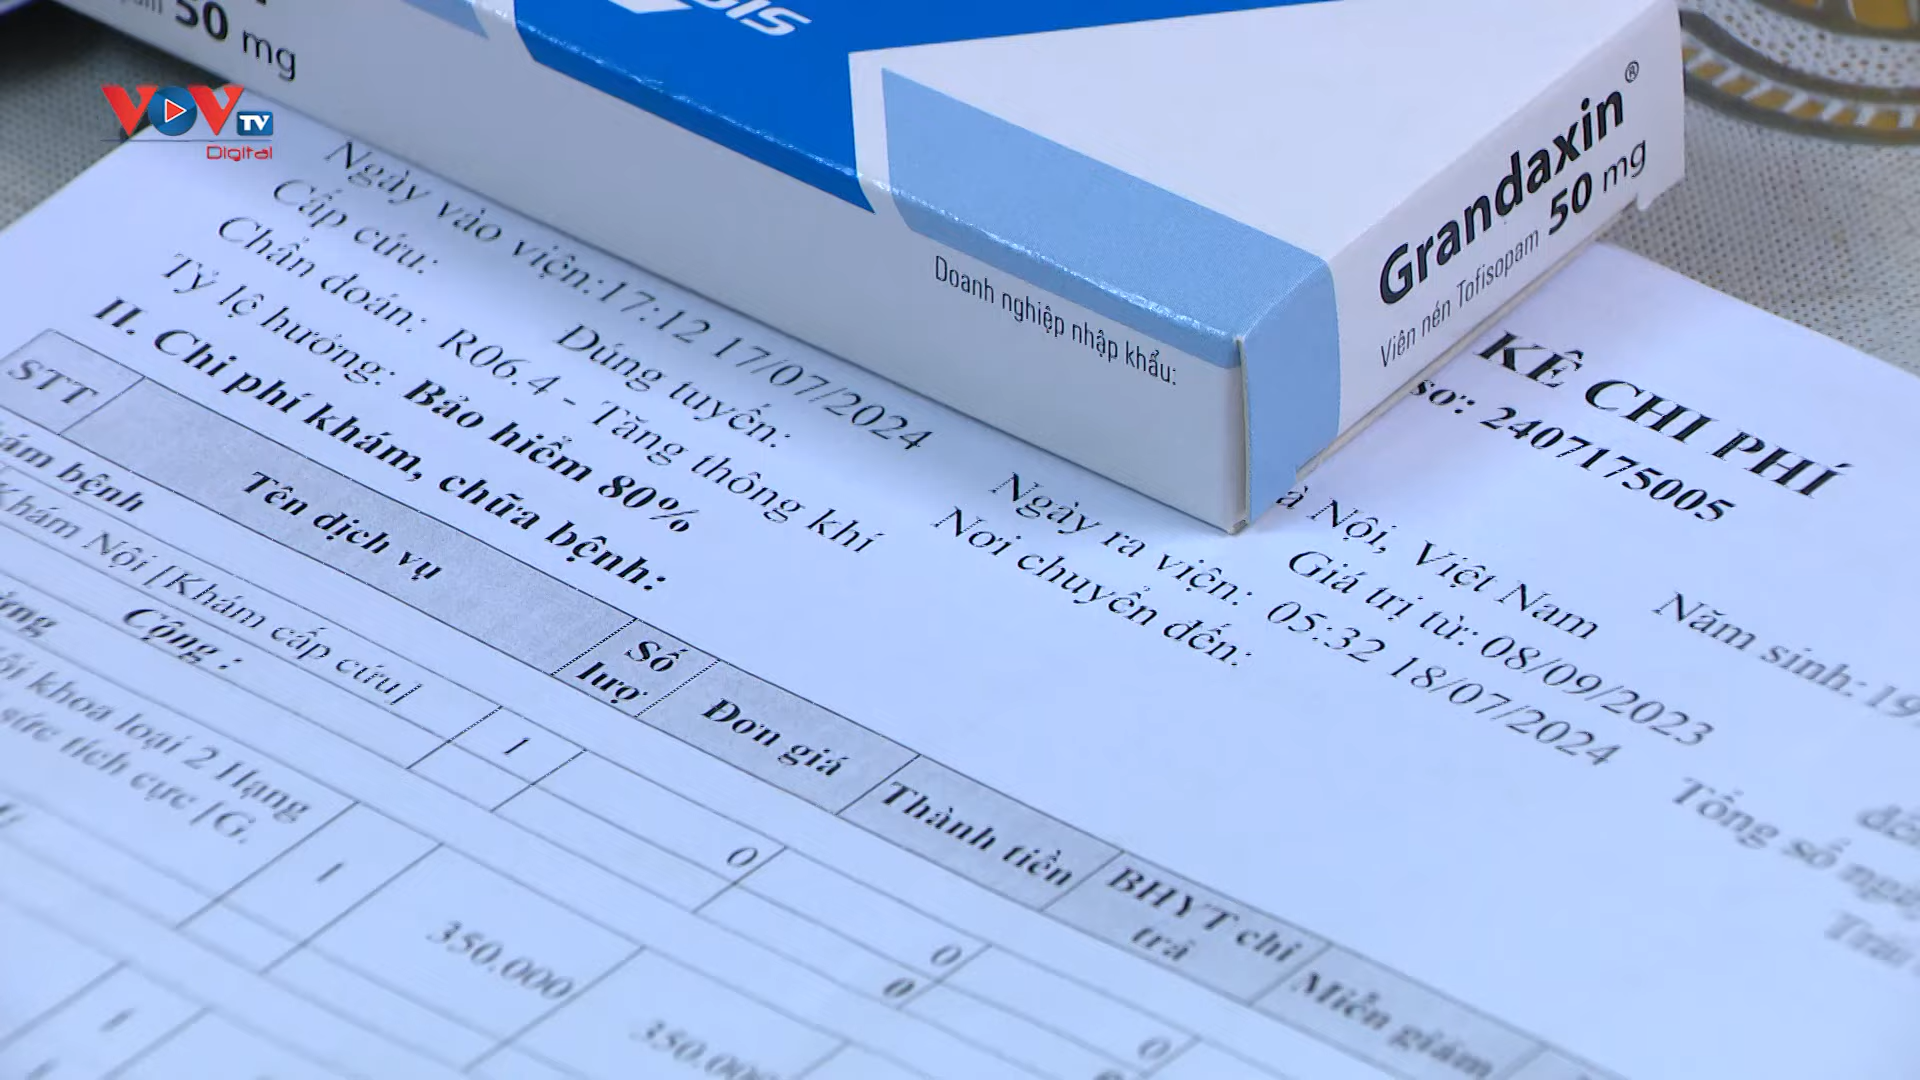 50 mg
VOV TV
Digital
Grandaxin®
50 mg
Viên nén Tofisopam
Doanh nghiệp nhập khẩu:
KÊ CHI PHÍ
số: 2407175005
Năm sinh: 19
Nội, Việt Nam
Giá trị từ: 08/09/2023
Ngày vào viện:17:12 17/07/2024
Ngày ra viện: 05:32 18/07/2024
Cấp cứu:
Đúng tuyến:
Nơi chuyển đến:
Chẩn đoán: R06.4 - Tăng thông khí
Tỷ lệ hưởng: Bảo hiểm 80%
II. Chi phí khám, chữa bệnh:
STT
Tên dịch vụ
Số lượ
Đơn giá
Thành tiền
BHYT chi trả
Miễn giảm
bệnh
Khám Nội [Khám cấp cứu]
1
0
0
0
Cộng :
0
khoa loại 2 Hạng
sức tích cực [G.
1
350.000
350.000
1
Tổng số